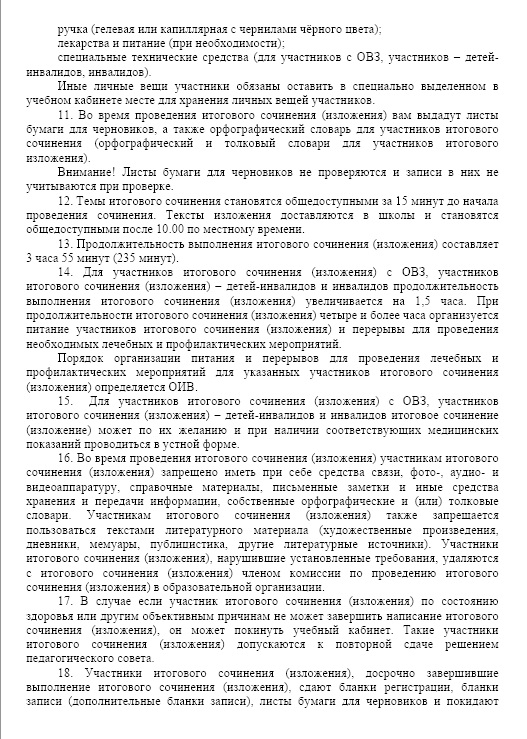 ручка (гелевая или капиллярная с чернилами чёрного цвета);
лекарства и питание (при необходимости);
специальные технические средства (для участников с ОВЗ, участников – детей-
инвалидов, инвалидов).
Иные личные вещи участники обязаны оставить в специально выделенном в
учебном кабинете месте для хранения личных вещей участников.
11. Во время проведения итогового сочинения (изложения) вам выдадут листы
бумаги для черновиков, а также орфографический словарь для участников итогового
сочинения (орфографический и толковый словари для участников итогового
изложения).
Внимание! Листы бумаги для черновиков не проверяются и записи в них не
учитываются при проверке.
12. Темы итогового сочинения становятся общедоступными за 15 минут до начала
проведения сочинения. Тексты изложения доставляются в школы и становятся
общедоступными после 10.00 по местному времени.
13. Продолжительность выполнения итогового сочинения (изложения) составляет
3 часа 55 минут (235 минут).
14. Для участников итогового сочинения (изложения) с ОВЗ, участников
итогового сочинения (изложения) – детей-инвалидов и инвалидов продолжительность
выполнения итогового сочинения (изложения) увеличивается на 1,5 часа. При
продолжительности итогового сочинения (изложения) четыре и более часа организуется
питание участников итогового сочинения (изложения) и перерывы для проведения
необходимых лечебных и профилактических мероприятий.
Порядок организации питания и перерывов для проведения лечебных и
профилактических мероприятий для указанных участников итогового сочинения
(изложения) определяется ОИВ.
15. Для участников итогового сочинения (изложения) с ОВЗ, участников
итогового сочинения (изложения) – детей-инвалидов и инвалидов итоговое сочинение
(изложение) может по их желанию и при наличии соответствующих медицинских
показаний проводиться в устной форме.
16. Во время проведения итогового сочинения (изложения) участникам итогового
сочинения (изложения) запрещено иметь при себе средства связи, фото-, аудио- и
видеоаппаратуру, справочные материалы, письменные заметки и иные средства
хранения и передачи информации, собственные орфографические и (или) толковые
словари. Участникам итогового сочинения (изложения) также запрещается
пользоваться текстами литературного материала (художественные произведения,
дневники, мемуары, публицистика, другие литературные источники). Участники
итогового сочинения (изложения), нарушившие установленные требования, удаляются
с итогового сочинения (изложения) членом комиссии по проведению итогового
сочинения (изложения) в образовательной организации.
17. В случае если участник итогового сочинения (изложения) по состоянию
здоровья или другим объективным причинам не может завершить написание итогового
сочинения (изложения), он может покинуть учебный кабинет. Такие участники
итогового сочинения (изложения) допускаются к повторной сдаче решением
педагогического совета.
18. Участники итогового сочинения (изложения), досрочно завершившие
выполнение итогового сочинения (изложения), сдают бланки регистрации, бланки
записи (дополнительные бланки записи), листы бумаги для черновиков и покидают